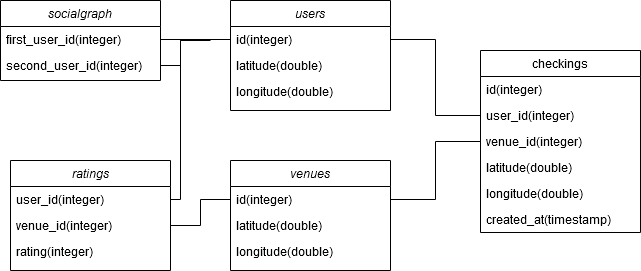 socialgraph
first_user_id(integer)
second_user_id(integer)
users
id(integer)
latitude(double)
longitude(double)
checkings
id(integer)
user_id(integer)
venue_id(integer)
latitude(double)
longitude(double)
created_at(timestamp)
ratings
user_id(integer)
venue_id(integer)
rating(integer)
venues
id(integer)
latitude(double)
longitude(double)